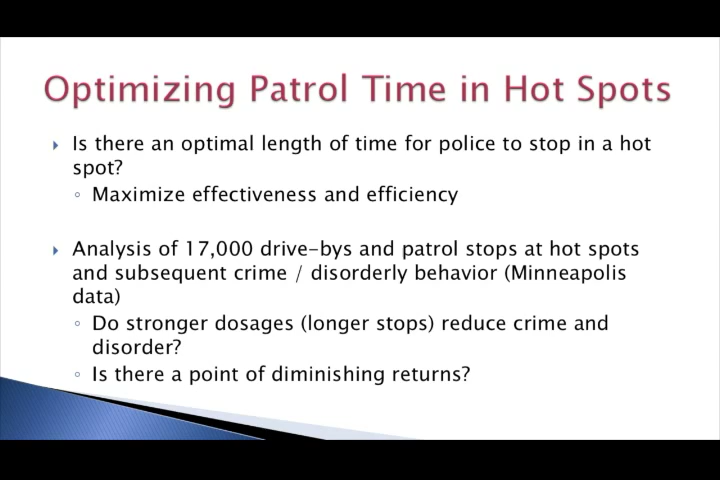 Optimizing Patrol Time in Hot Spots
Is there an optimal length of time for police to stop in a hot
spot?
Maximize effectiveness and efficiency
Analysis of 17,000 drive-bys and patrol stops at hot spots
and subsequent crime / disorderly behavior (Minneapolis
data)
Do stronger dosages (longer stops) reduce crime and
disorder?
Is there a point of diminishing returns?